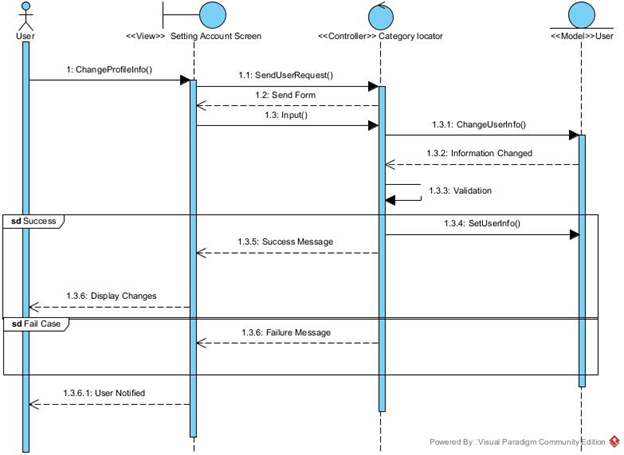 User
<<View>> Setting Account Screen
<<Controller>> Category locator
<<Model>>User
1: ChangeProfileInfo()
1.1: SendUserRequest()
1.2: Send Form
1.3: Input()
1.3.1: ChangeUserInfo()
1.3.2: Information Changed
1.3.3: Validation
sd Success
1.3.4: SetUserInfo()
1.3.5: Success Message
1.3.6: Display Changes
sd Fail Case
1.3.6: Failure Message
1.3.6.1: User Notified
Powered By Visual Paradigm Community Edition